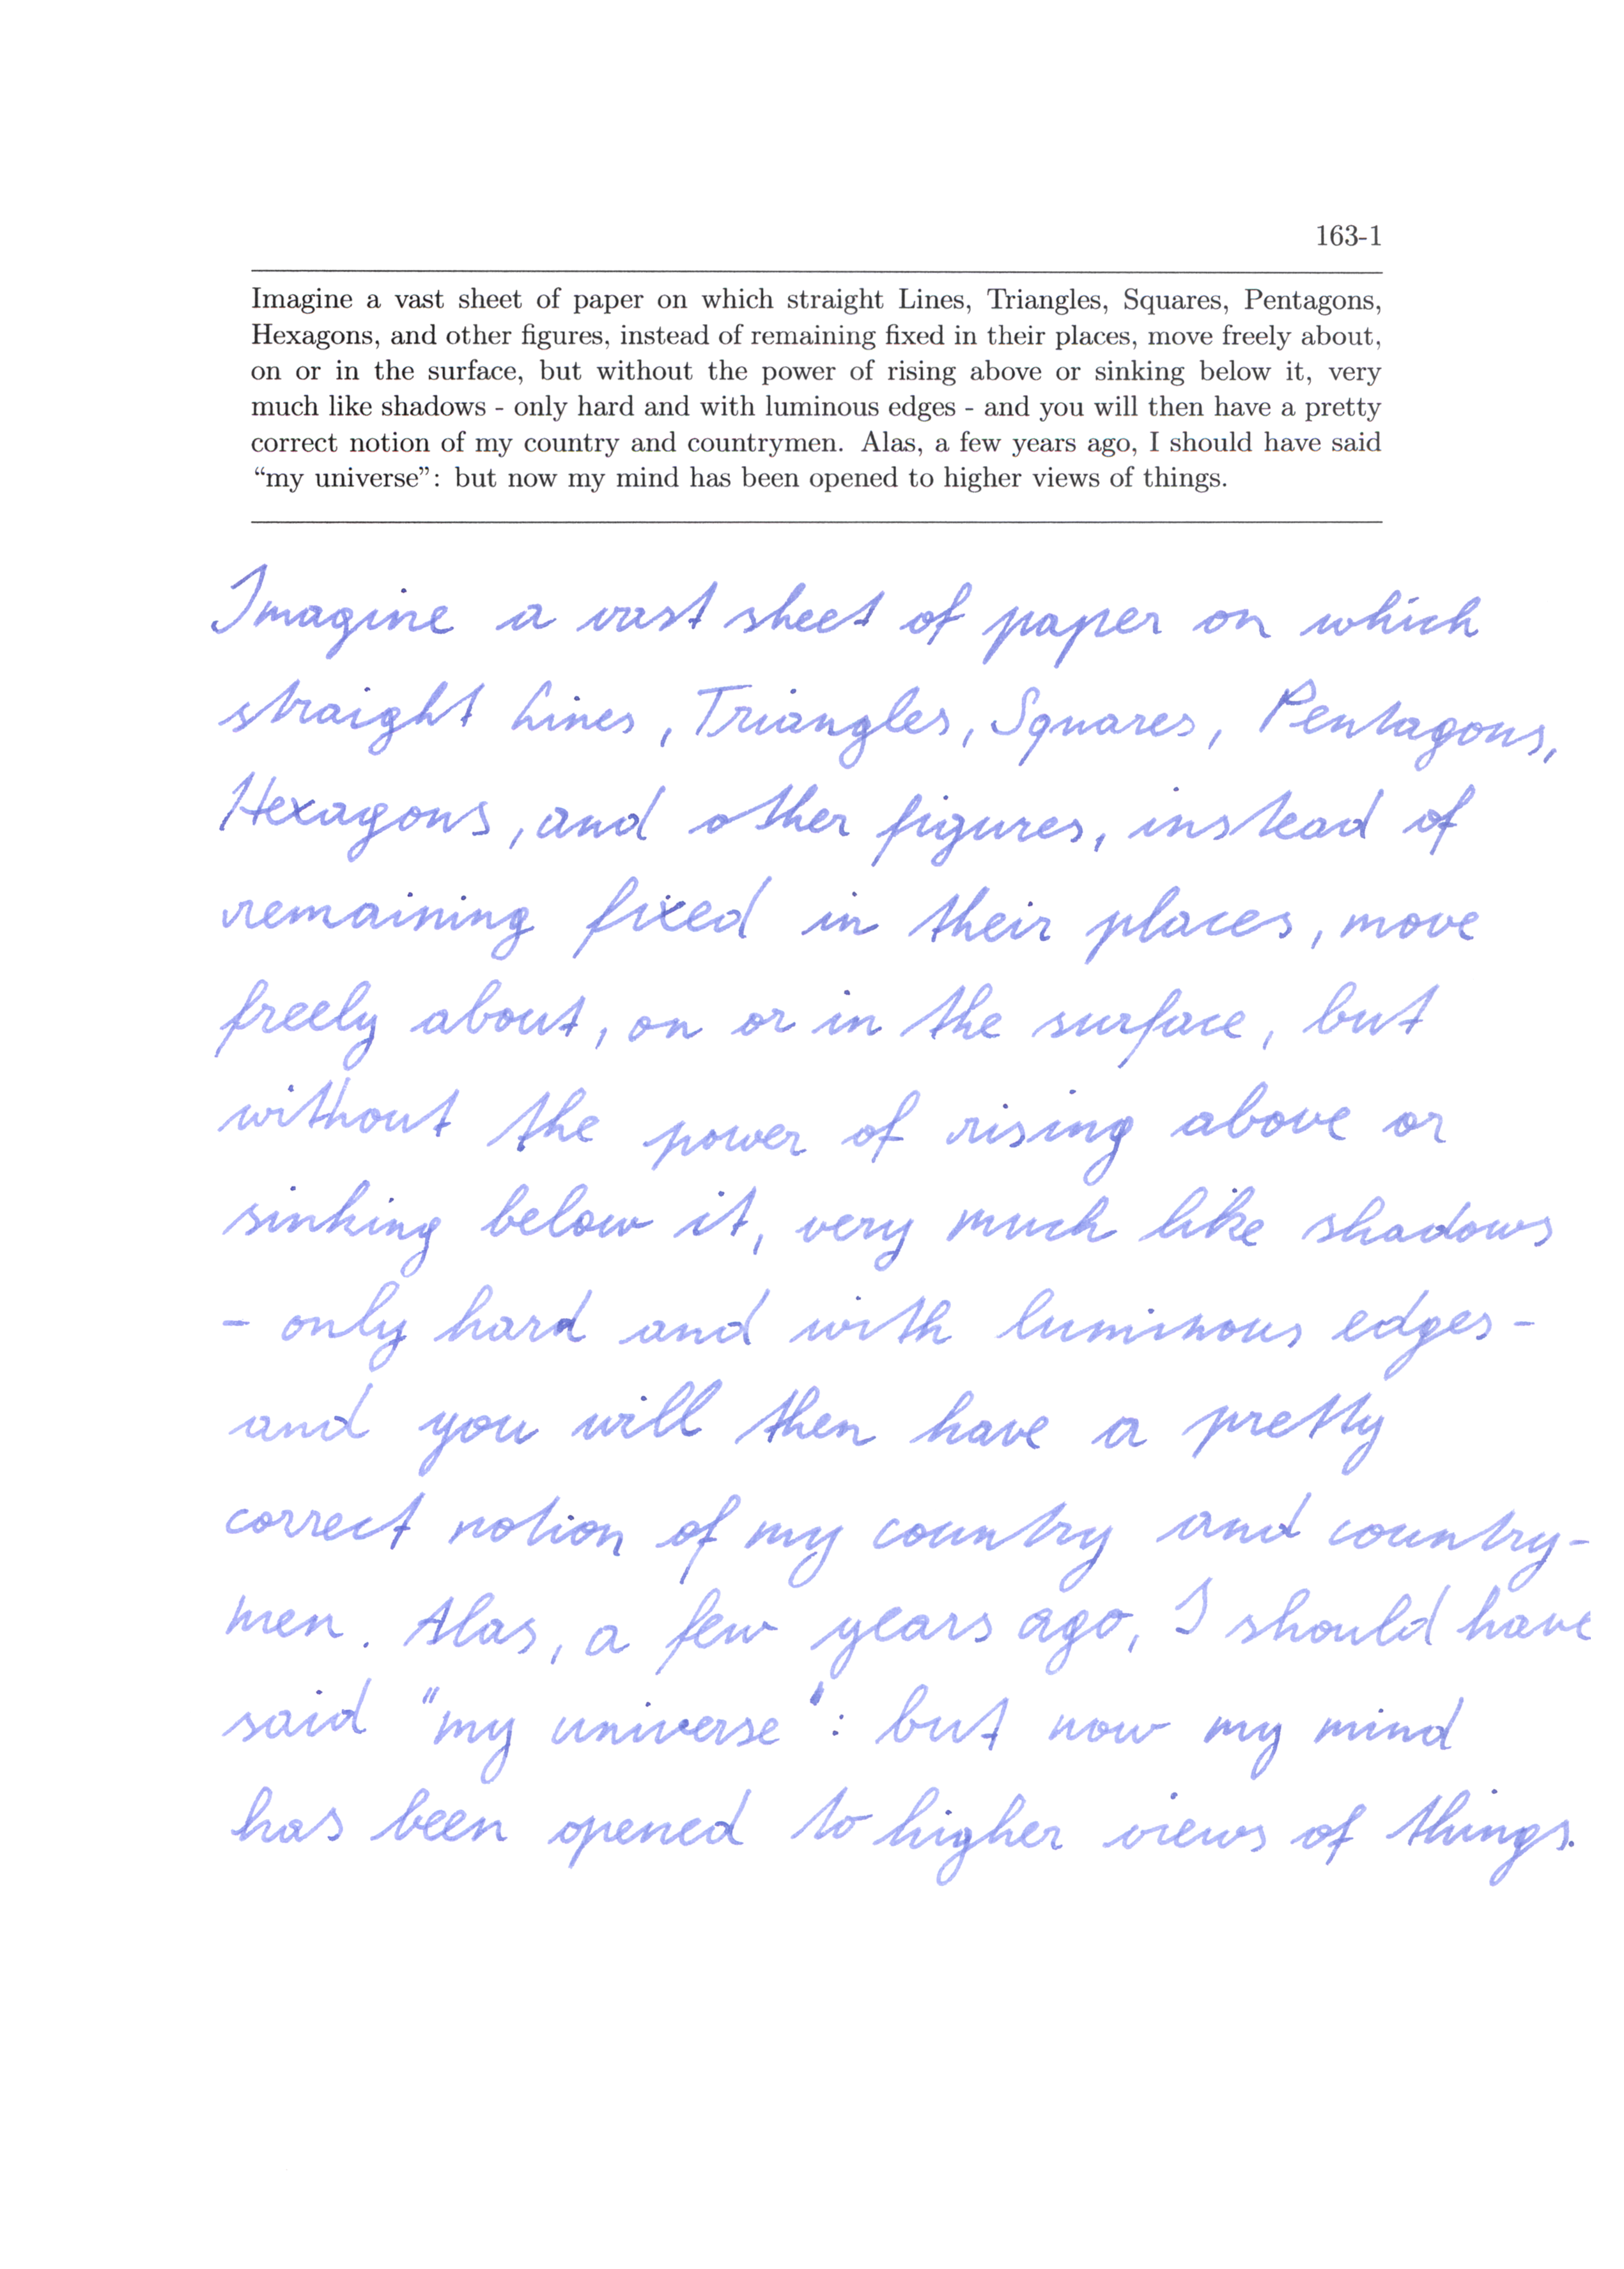 163-1
Imagine a vast sheet of paper on which straight Lines, Triangles, Squares, Pentagons,
Hexagons, and other figures, instead of remaining fixed in their places, move freely about,
on or in the surface, but without the power of rising above or sinking below it, very
much like shadows - only hard and with luminous edges - and you will then have a pretty
correct notion of my country and countrymen. Alas, a few years ago, I should have said
“my universe”: but now my mind has been opened to higher views of things.
Imagine a vast sheet of paper on which
straight Lines, Triangles, Squares, Pentagons,
Hexagons, and other figures, instead of
remaining fixed in their places, move
freely about, on or in the surface, but
without the power of rising above or
sinking below it, very much like shadows
- only hard and with luminous edges -
and you will then have a pretty
correct notion of my country and country-
men. Alas, a few years ago, I should have
said "my universe": but now my mind
has been opened to higher views of things.